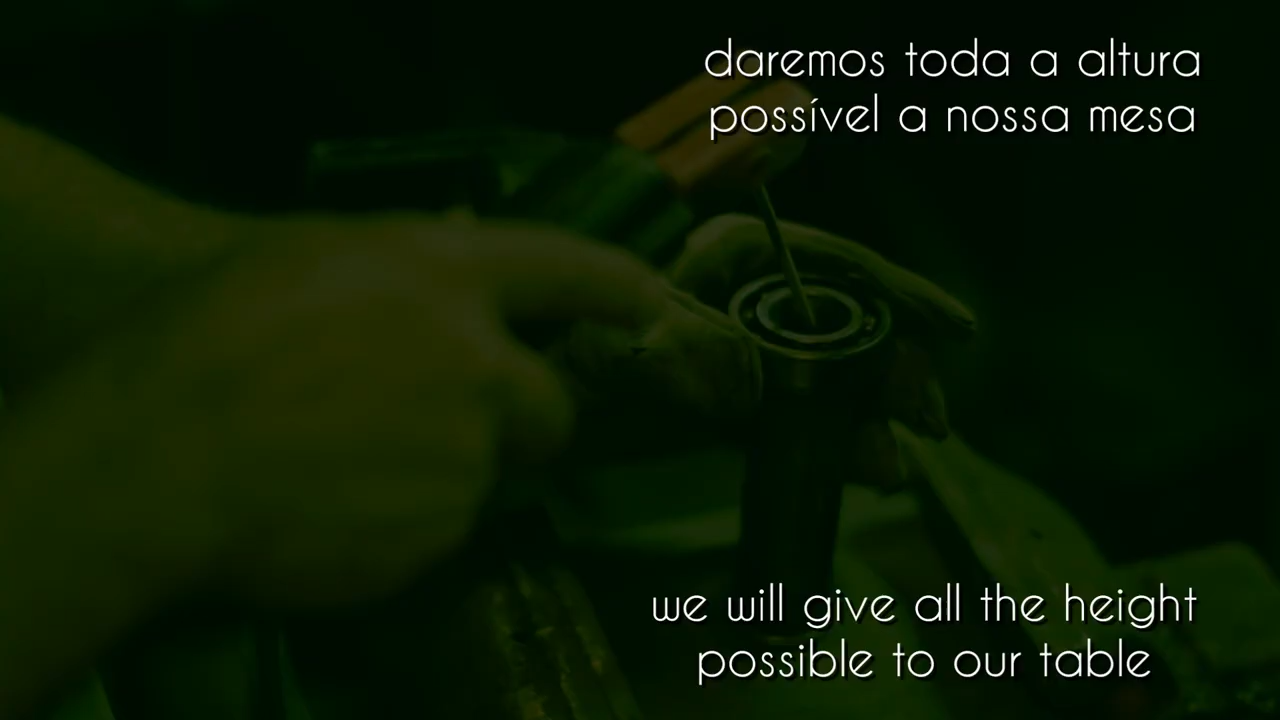 daremos toda a altura
possível a nossa mesa
we will give all the height
possible to our table